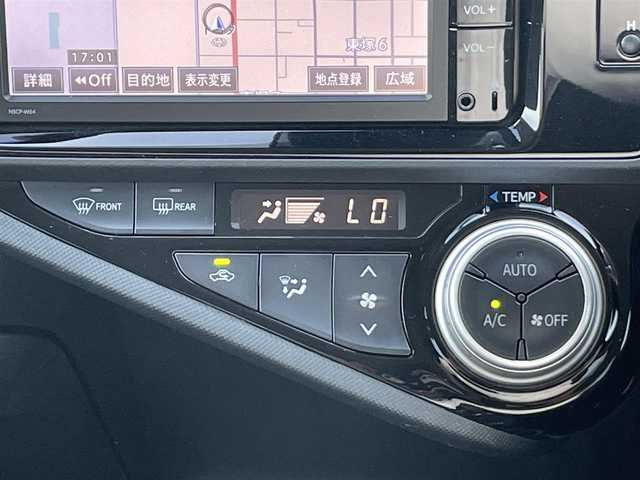 VOL+
東塚6
VOL-
H
17:01
詳細 ◀◀Off 目的地 表示変更 地点登録 広域
NSCP-W64
FRONT REAR
LO
TEMP
AUTO
A/C OFF